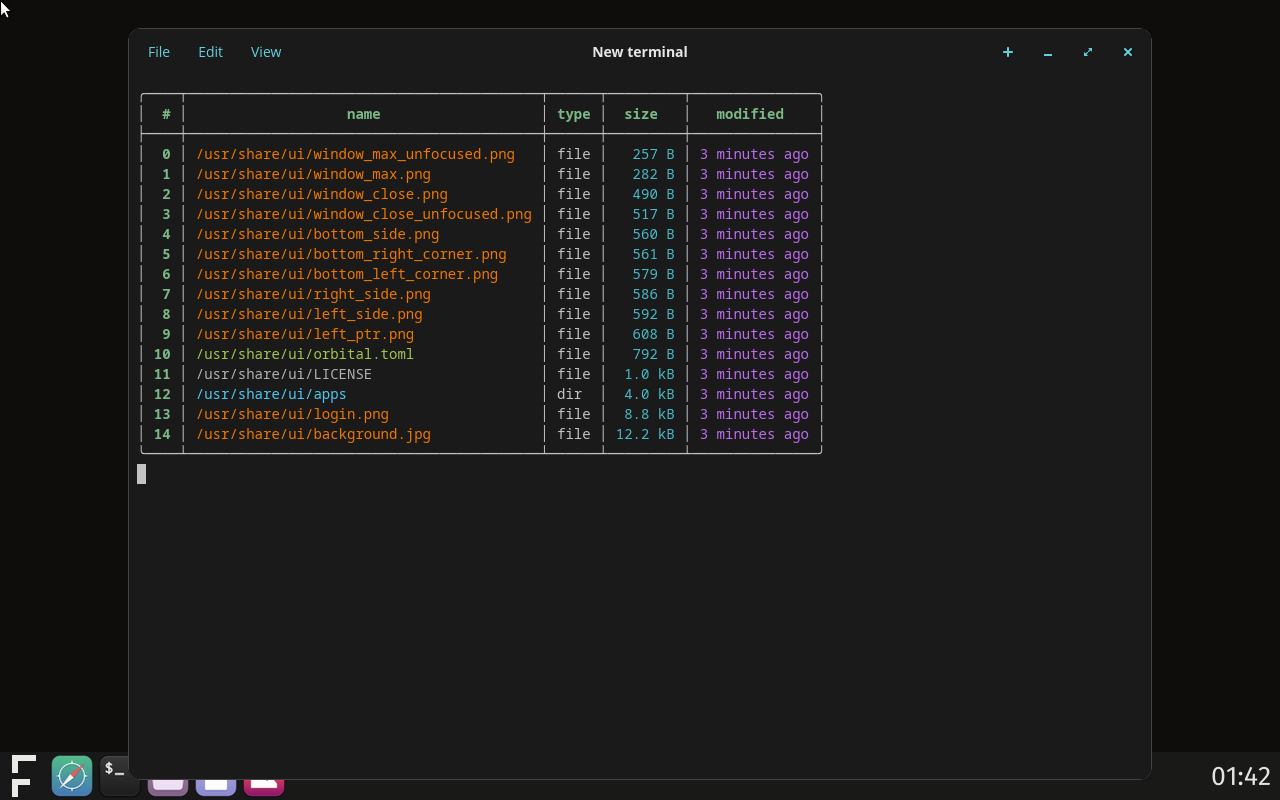 File Edit View New terminal
# name type size modified
0 /usr/share/ui/window_max_unfocused.png file 257 B 3 minutes ago
1 /usr/share/ui/window_max.png file 282 B 3 minutes ago
2 /usr/share/ui/window_close.png file 490 B 3 minutes ago
3 /usr/share/ui/window_close_unfocused.png file 517 B 3 minutes ago
4 /usr/share/ui/bottom_side.png file 560 B 3 minutes ago
5 /usr/share/ui/bottom_right_corner.png file 561 B 3 minutes ago
6 /usr/share/ui/bottom_left_corner.png file 579 B 3 minutes ago
7 /usr/share/ui/right_side.png file 586 B 3 minutes ago
8 /usr/share/ui/left_side.png file 592 B 3 minutes ago
9 /usr/share/ui/left_ptr.png file 608 B 3 minutes ago
10 /usr/share/ui/orbital.toml file 792 B 3 minutes ago
11 /usr/share/ui/LICENSE file 1.0 kB 3 minutes ago
12 /usr/share/ui/apps dir 4.0 kB 3 minutes ago
13 /usr/share/ui/login.png file 8.8 kB 3 minutes ago
14 /usr/share/ui/background.jpg file 12.2 kB 3 minutes ago
$_
01:42